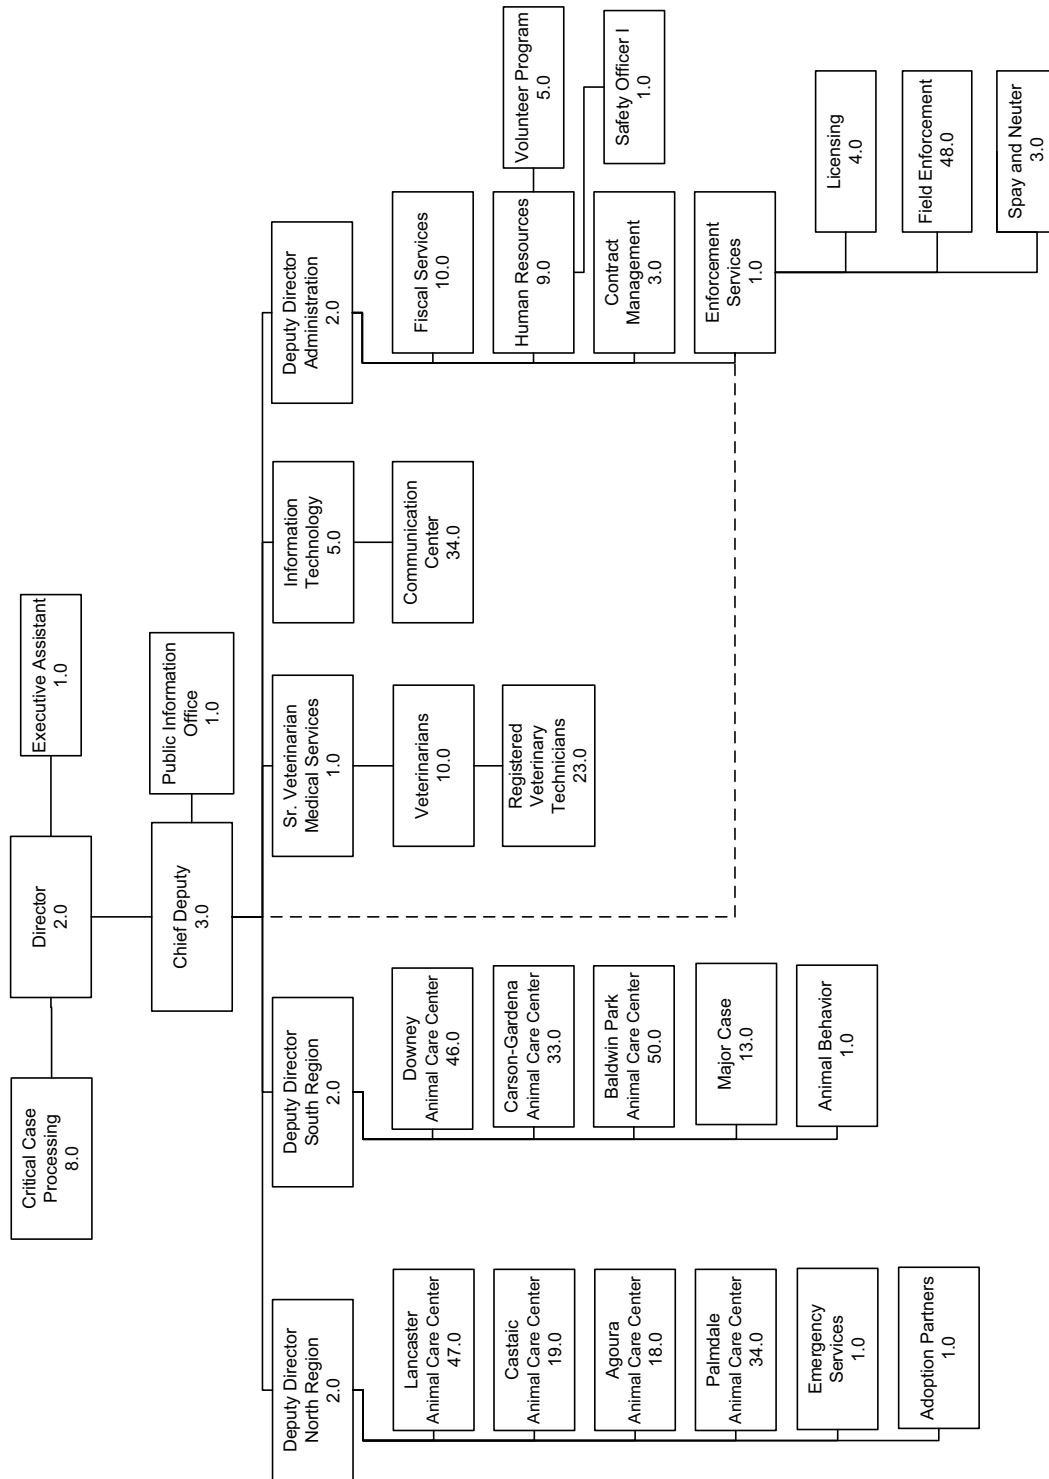 Director
2.0
Critical Case
Processing
8.0
Executive Assistant
1.0
Chief Deputy
3.0
Public Information
Office
1.0
Deputy Director
North Region
2.0
Lancaster
Animal Care Center
47.0
Castaic
Animal Care Center
19.0
Agoura
Animal Care Center
18.0
Palmdale
Animal Care Center
34.0
Emergency
Services
1.0
Adoption Partners
1.0
Deputy Director
South Region
2.0
Downey
Animal Care Center
46.0
Carson-Gardena
Animal Care Center
33.0
Baldwin Park
Animal Care Center
50.0
Major Case
13.0
Animal Behavior
1.0
Sr. Veterinarian
Medical Services
1.0
Veterinarians
10.0
Registered
Veterinary
Technicians
23.0
Information
Technology
5.0
Communication
Center
34.0
Deputy Director
Administration
2.0
Fiscal Services
10.0
Human Resources
9.0
Volunteer Program
5.0
Safety Officer I
1.0
Contract
Management
3.0
Enforcement
Services
1.0
Licensing
4.0
Field Enforcement
48.0
Spay and Neuter
3.0